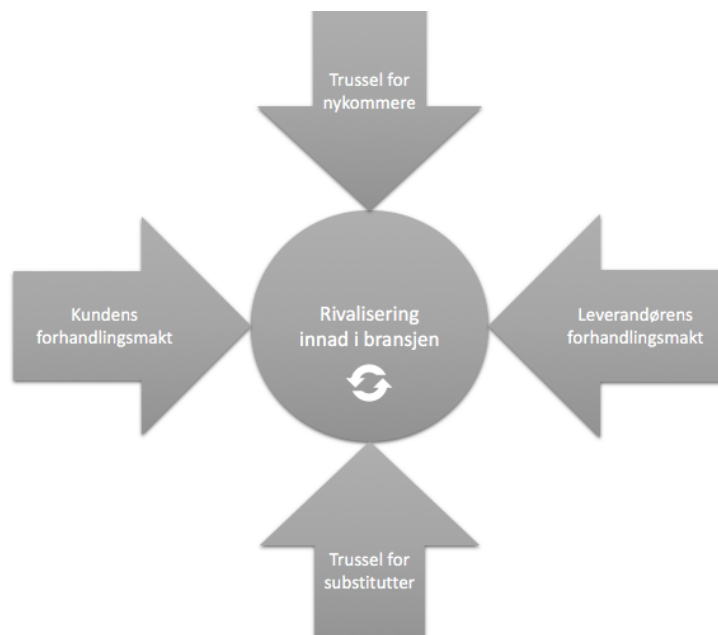 Trussel for
nykommere
Kundens
forhandlingsmakt
Rivalisering
innad i bransjen
Leverandørens
forhandlingsmakt
Trussel for
substitutter